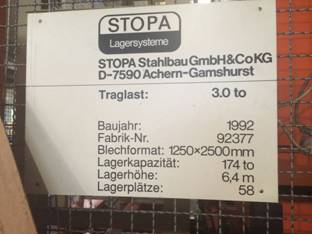 STOPA
Lagersysteme
STOPA Stahlbau GmbH&CoKG
D-7590 Achern-Gamshurst
Traglast: 3.0 to
Baujahr: 1992
Fabrik-Nr. 92377
Blechformat: 1250×2500mm
Lagerkapazität: 174 to
Lagerhöhe: 6,4 m
Lagerplätze: 58